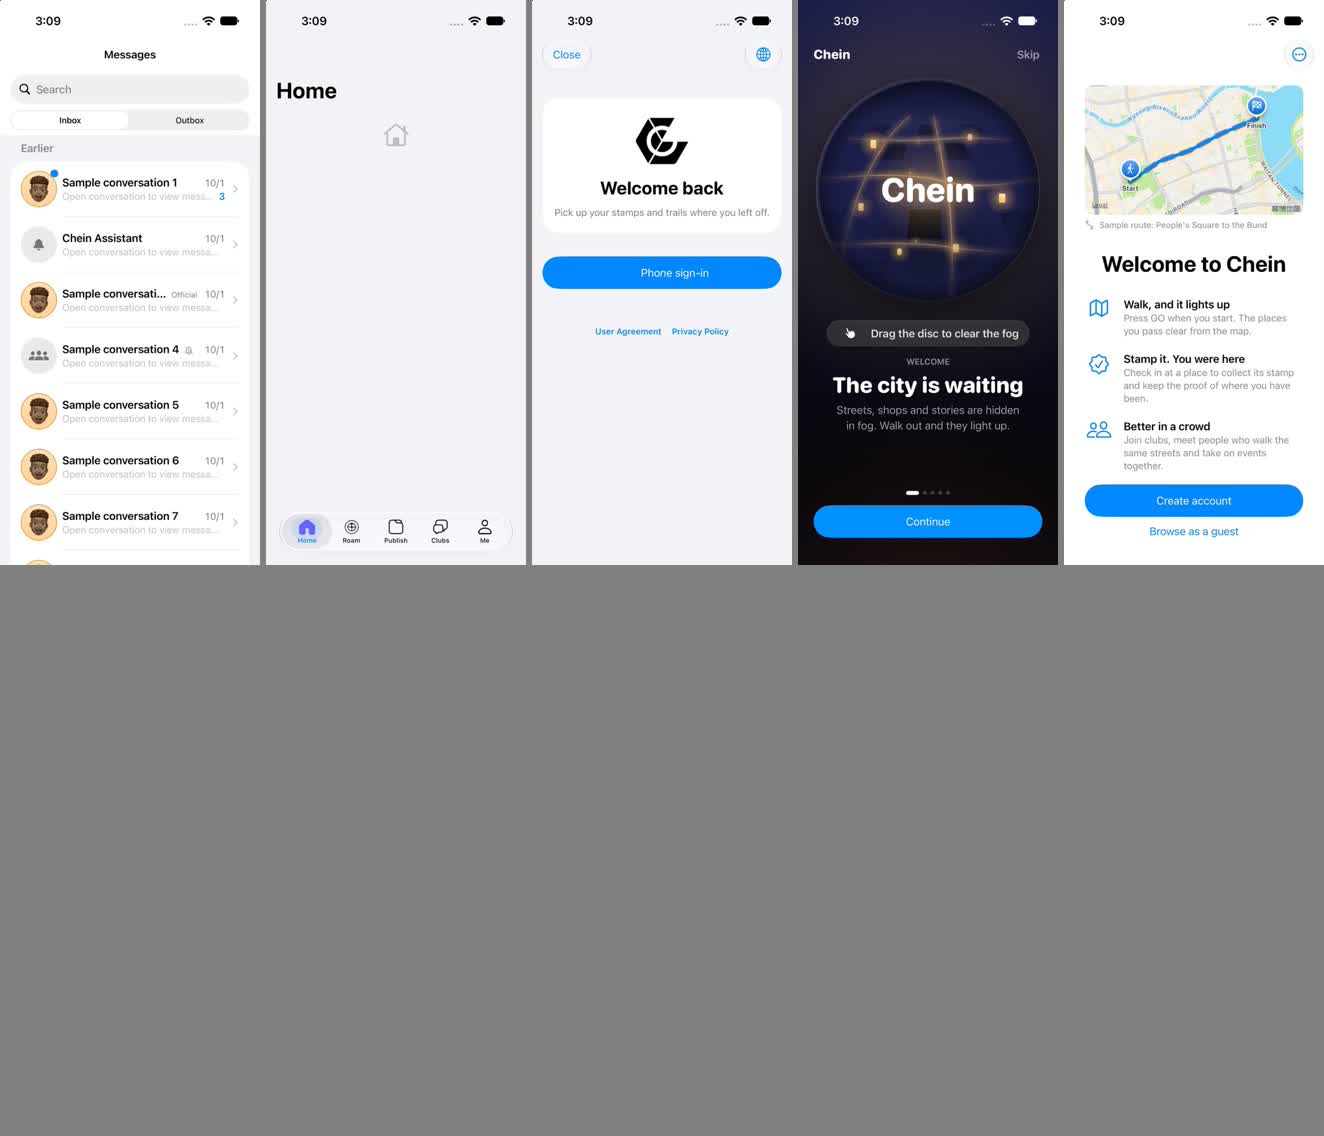 3:09
Messages
Search
Inbox
Outbox
Earlier
Sample conversation 1
10/1
Open conversation to view mess...
3
Chein Assistant
10/1
Open conversation to view messa...
Sample conversati...
Official
10/1
Open conversation to view messa...
Sample conversation 4
10/1
Open conversation to view messa...
Sample conversation 5
10/1
Open conversation to view messa...
Sample conversation 6
10/1
Open conversation to view messa...
Sample conversation 7
10/1
Open conversation to view messa...
3:09
Home
Home
Roam
Publish
Clubs
Me
3:09
Close
Welcome back
Pick up your stamps and trails where you left off.
Phone sign-in
User Agreement
Privacy Policy
3:09
Chein
Skip
Chein
Drag the disc to clear the fog
WELCOME
The city is waiting
Streets, shops and stories are hidden
in fog. Walk out and they light up.
Continue
3:09
Finish
Start
Legal
Sample route: People's Square to the Bund
Welcome to Chein
Walk, and it lights up
Press GO when you start. The places
you pass clear from the map.
Stamp it. You were here
Check in at a place to collect its stamp
and keep the proof of where you have
been.
Better in a crowd
Join clubs, meet people who walk the
same streets and take on events
together.
Create account
Browse as a guest